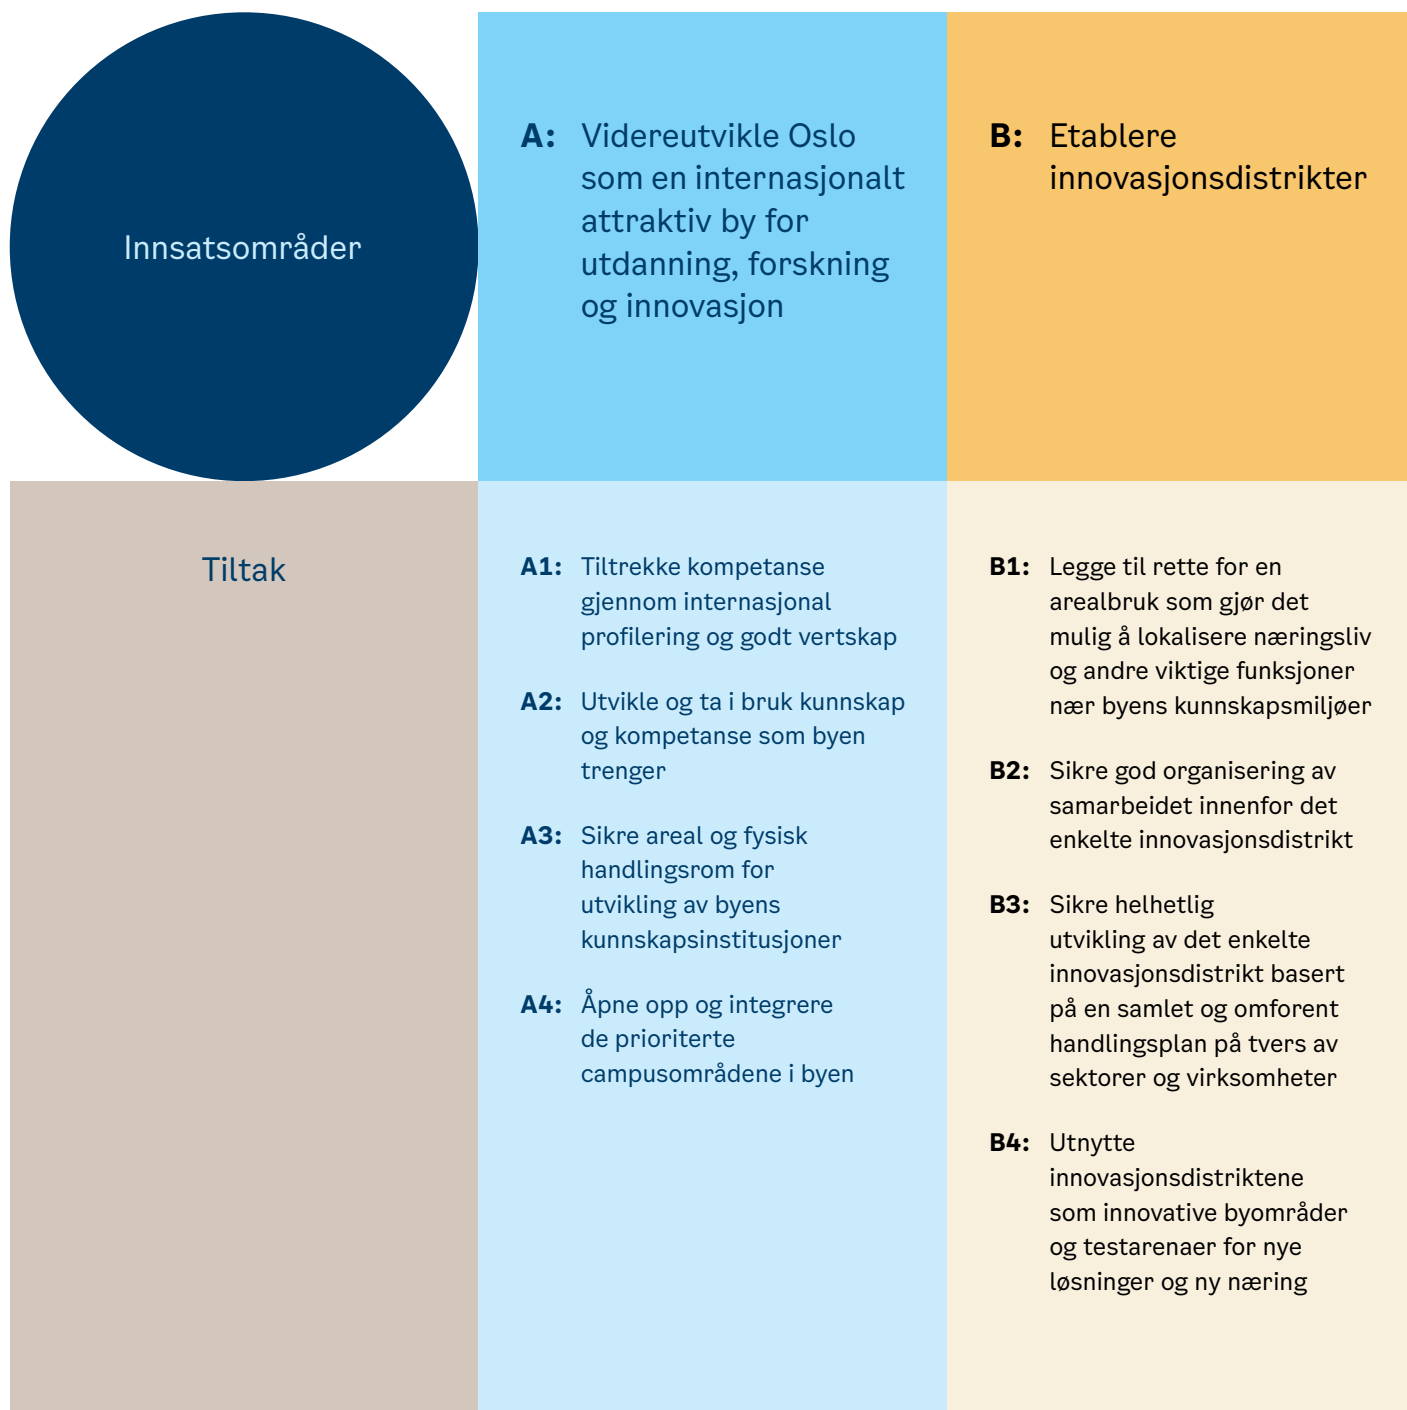 Innsatsområder
A: Videreutvikle Oslo
som en internasjonalt
attraktiv by for
utdanning, forskning
og innovasjon
B: Etablere
innovasjonsdistrikter
Tiltak
A1: Tiltrekke kompetanse
gjennom internasjonal
profilering og godt vertskap
A2: Utvikle og ta i bruk kunnskap
og kompetanse som byen
trenger
A3: Sikre areal og fysisk
handlingsrom for
utvikling av byens
kunnskapsinstitusjoner
A4: Åpne opp og integrere
de prioriterte
campusområdene i byen
B1: Legge til rette for en
arealbruk som gjør det
mulig å lokalisere næringsliv
og andre viktige funksjoner
nær byens kunnskapsmiljøer
B2: Sikre god organisering av
samarbeidet innenfor det
enkelte innovasjonsdistrikt
B3: Sikre helhetlig
utvikling av det enkelte
innovasjonsdistrikt basert
på en samlet og omforent
handlingsplan på tvers av
sektorer og virksomheter
B4: Utnytte
innovasjonsdistriktene
som innovative byområder
og testarenaer for nye
løsninger og ny næring